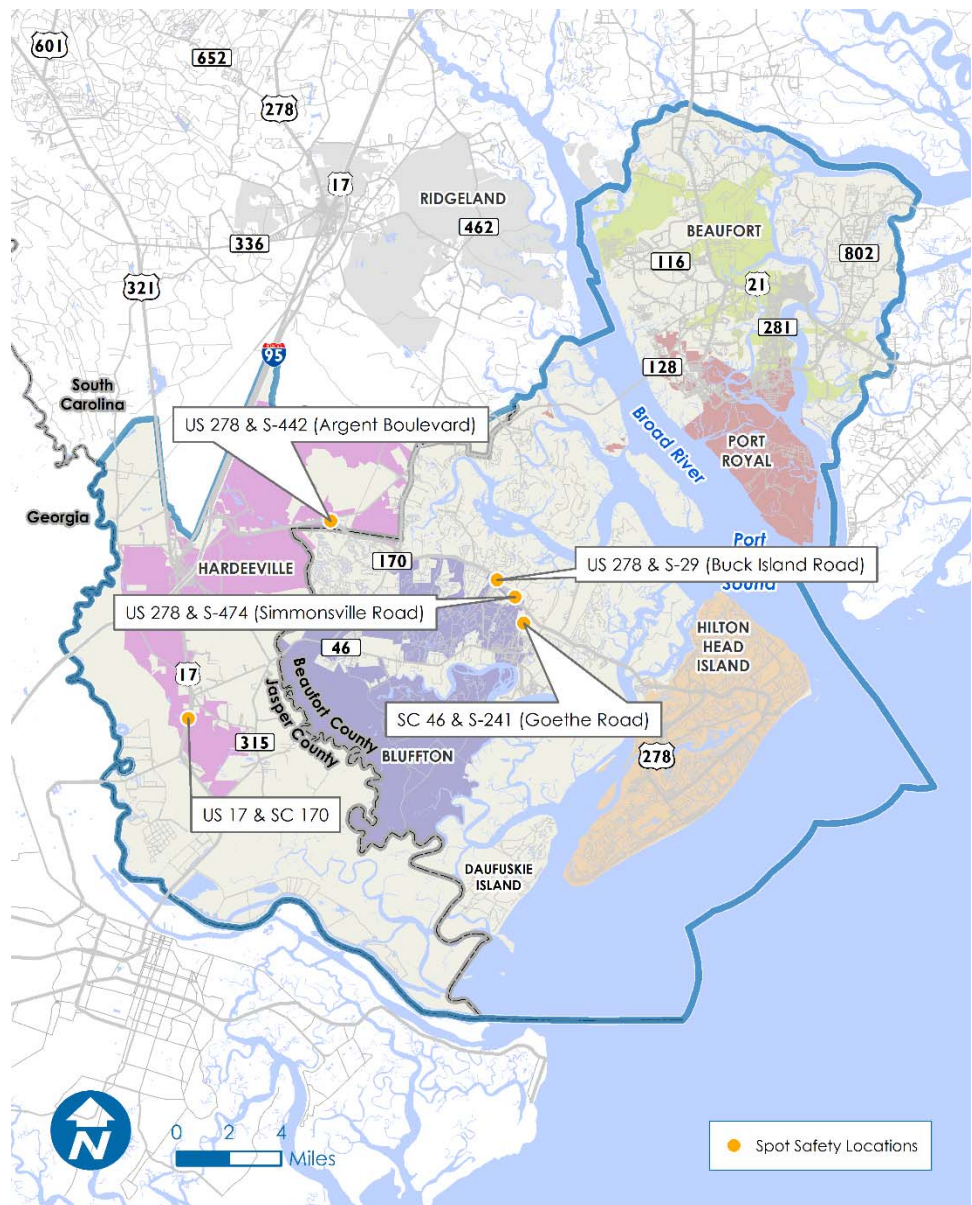 601
652
278
17
RIDGELAND
462
336
321
BEAUFORT
116
802
21
281
95
128
South
Carolina
US 278 & S-442 (Argent Boulevard)
Broad River
PORT
ROYAL
Georgia
Port
Sound
HARDEEVILLE
170
US 278 & S-29 (Buck Island Road)
US 278 & S-474 (Simmonsville Road)
HILTON
HEAD
ISLAND
46
17
Beaufort County
Jasper County
SC 46 & S-241 (Goethe Road)
315
BLUFFTON
278
US 17 & SC 170
DAUFUSKIE
ISLAND
N
0 2 4
Miles
Spot Safety Locations